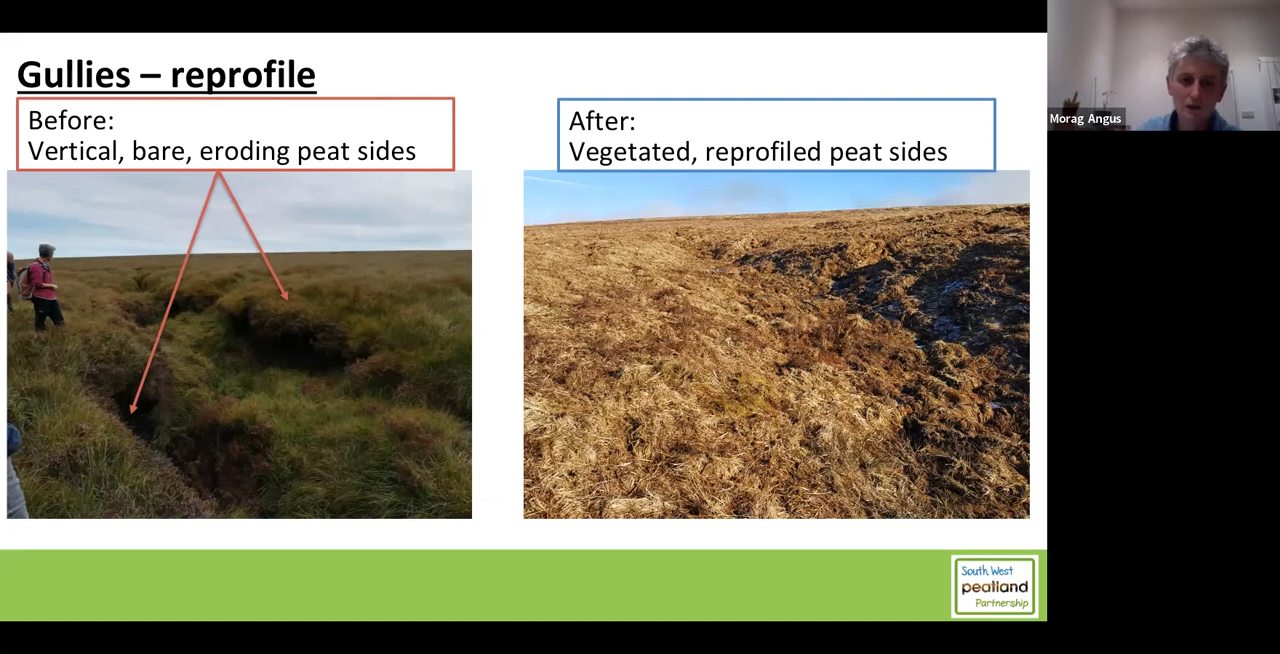 Gullies – reprofile
Before:
Vertical, bare, eroding peat sides
After:
Vegetated, reprofiled peat sides
Morag Angus
South West
peatland
Partnership